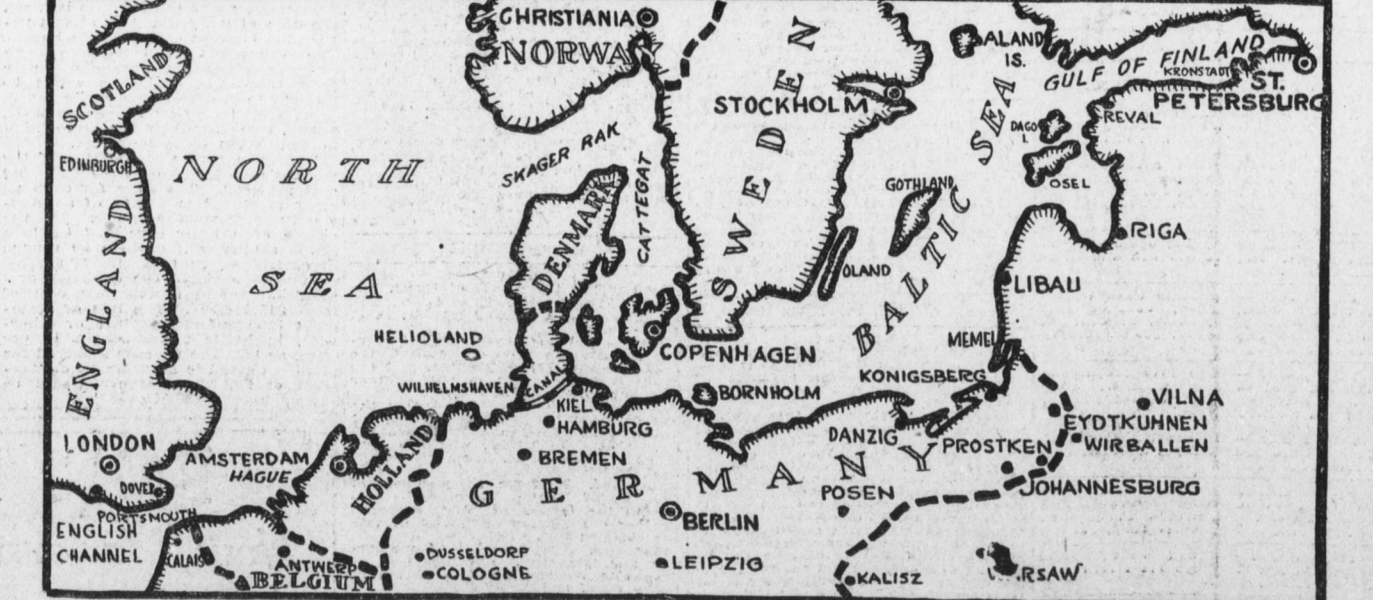 CHRISTIANIA
NORWAY
SWEDEN
STOCKHOLM
ALAND
IS.
GULF OF FINLAND
KRONSTADT
ST.
PETERSBURG
REVAL
DAGO
I.
OSEL
RIGA
LIBAU
MEMEL
BALTIC SEA
GOTHLAND
OLAND
SCOTLAND
EDINBURGH
NORTH
SEA
SKAGER RAK
CATTEGAT
DENMARK
ENGLAND
HELIOLAND
COPENHAGEN
WILHELMSHAVEN
CANAL
KIEL
HAMBURG
BORNHOLM
KONIGSBERG
VILNA
EYDTKUHNEN
WIRBALLEN
DANZIG
PROSTKEN
JOHANNESBURG
LONDON
DOVER
PORTSMOUTH
ENGLISH
CHANNEL
AMSTERDAM
HAGUE
HOLLAND
BREMEN
GERMANY
POSEN
BERLIN
CALAIS
ANTWERP
BELGIUM
DUSSELDORP
COLOGNE
LEIPZIG
KALISZ
RSAW